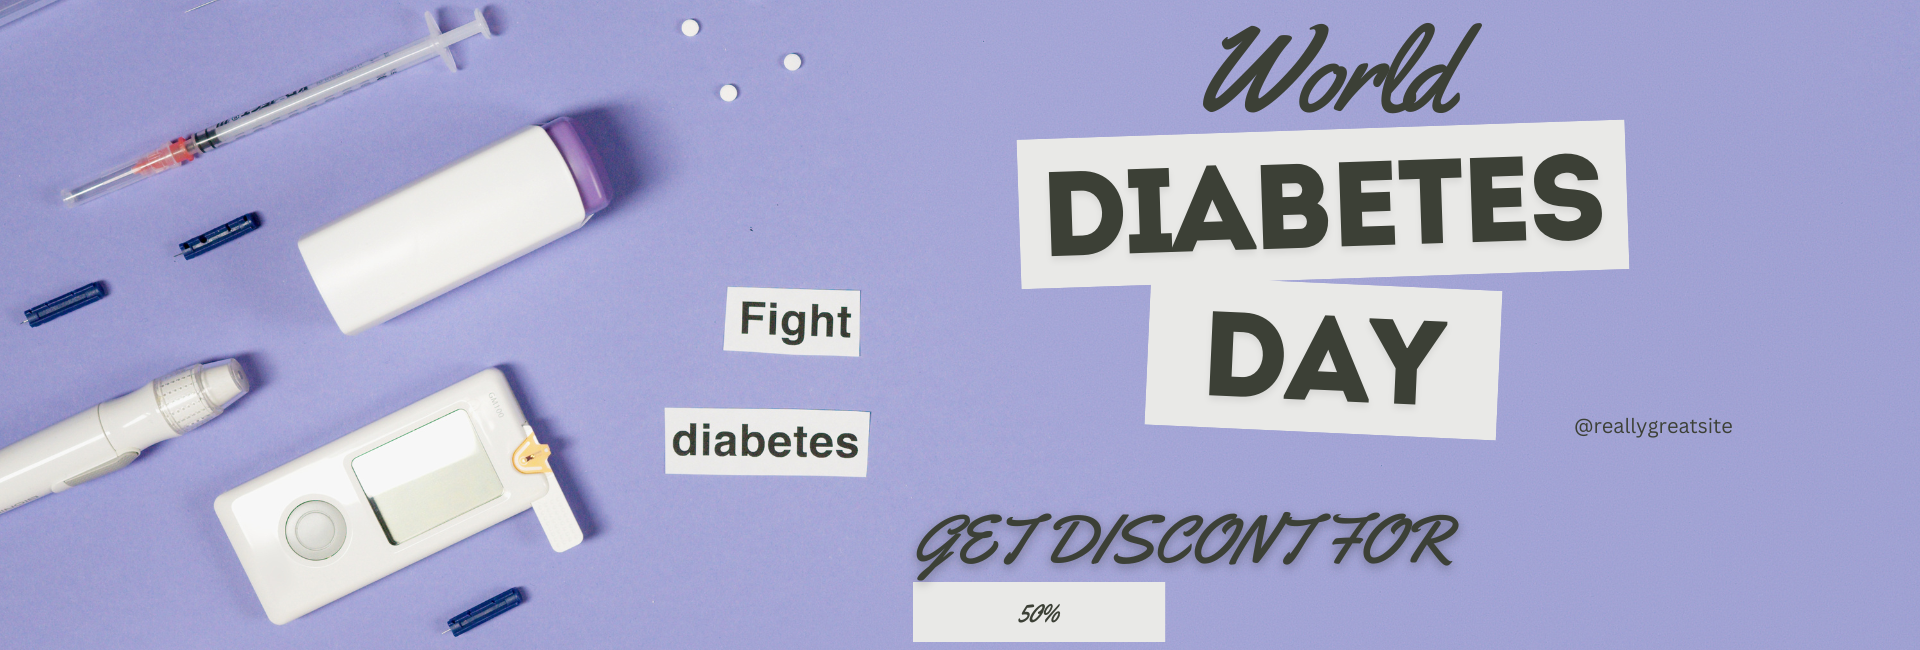 World
DIABETES
DAY
Fight
diabetes
@reallygreatsite
GET DISCONT FOR
50%